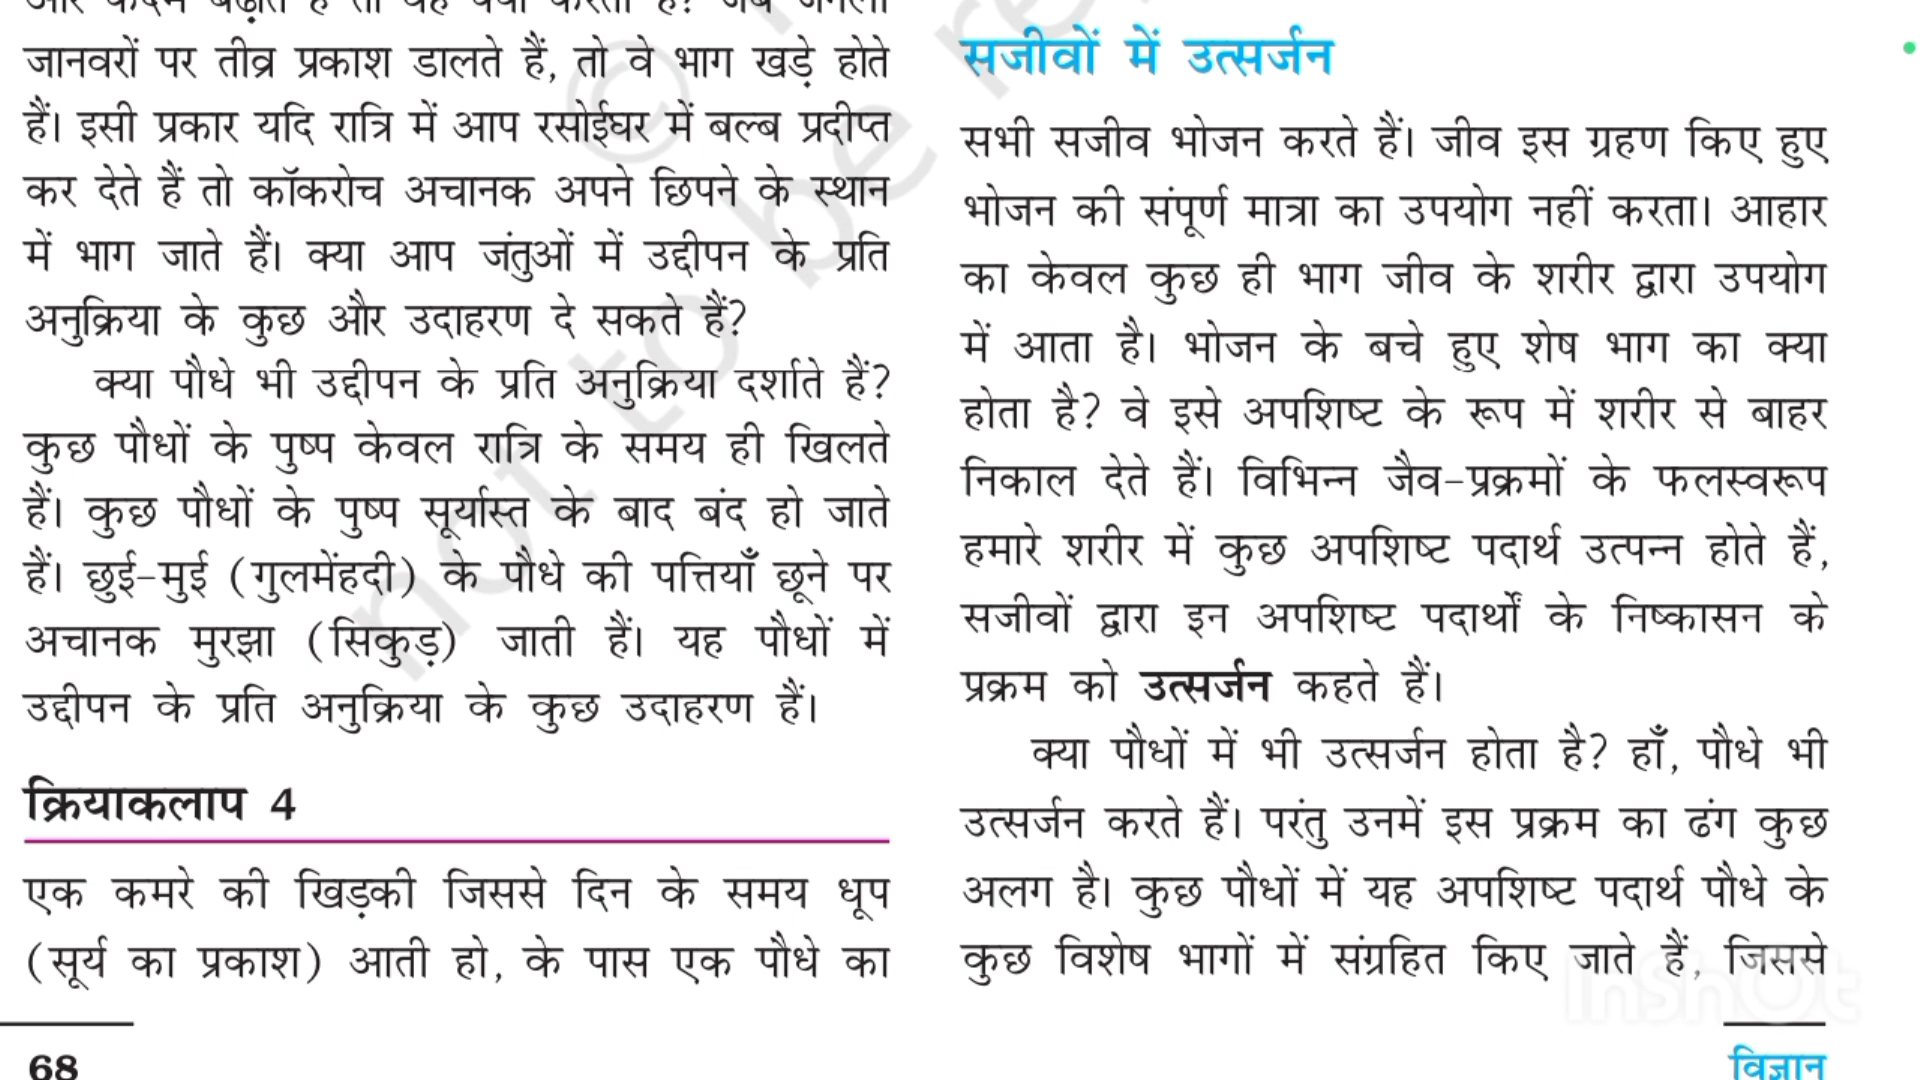 जानवरों पर तीव्र प्रकाश डालते हैं, तो वे भाग खड़े होते
हैं। इसी प्रकार यदि रात्रि में आप रसोईघर में बल्ब प्रदीप्त
कर देते हैं तो कॉकरोच अचानक अपने छिपने के स्थान
में भाग जाते हैं। क्या आप जंतुओं में उद्दीपन के प्रति
अनुक्रिया के कुछ और उदाहरण दे सकते हैं?
क्या पौधे भी उद्दीपन के प्रति अनुक्रिया दर्शाते हैं?
कुछ पौधों के पुष्प केवल रात्रि के समय ही खिलते
हैं। कुछ पौधों के पुष्प सूर्यास्त के बाद बंद हो जाते
हैं। छुई-मुई (गुलमेंहदी) के पौधे की पत्तियाँ छूने पर
अचानक मुरझा (सिकुड़) जाती हैं। यह पौधों में
उद्दीपन के प्रति अनुक्रिया के कुछ उदाहरण हैं।
क्रियाकलाप 4
एक कमरे की खिड़की जिससे दिन के समय धूप
(सूर्य का प्रकाश) आती हो, के पास एक पौधे का
68
सजीवों में उत्सर्जन
सभी सजीव भोजन करते हैं। जीव इस ग्रहण किए हुए
भोजन की संपूर्ण मात्रा का उपयोग नहीं करता। आहार
का केवल कुछ ही भाग जीव के शरीर द्वारा उपयोग
में आता है। भोजन के बचे हुए शेष भाग का क्या
होता है? वे इसे अपशिष्ट के रूप में शरीर से बाहर
निकाल देते हैं। विभिन्न जैव-प्रक्रमों के फलस्वरूप
हमारे शरीर में कुछ अपशिष्ट पदार्थ उत्पन्न होते हैं,
सजीवों द्वारा इन अपशिष्ट पदार्थों के निष्कासन के
प्रक्रम को उत्सर्जन कहते हैं।
क्या पौधों में भी उत्सर्जन होता है? हाँ, पौधे भी
उत्सर्जन करते हैं। परंतु उनमें इस प्रक्रम का ढंग कुछ
अलग है। कुछ पौधों में यह अपशिष्ट पदार्थ पौधे के
कुछ विशेष भागों में संग्रहित किए जाते हैं, जिससे
विज्ञान
© not to be re
InShOt